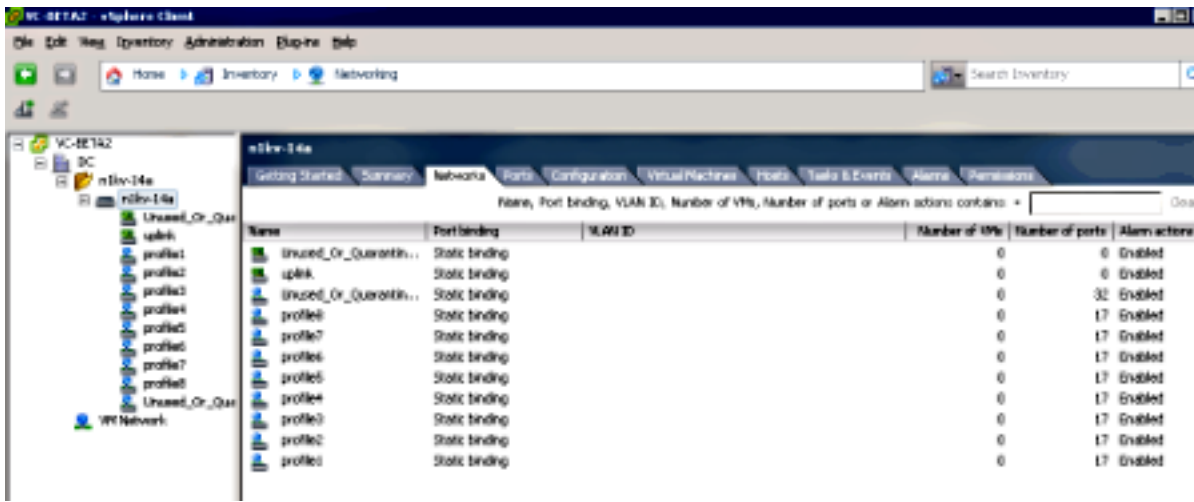 VC-BETA2 - vSphere Client
File Edit View Inventory Administration Plug-ins Help
Home Inventory Networking Search Inventory
VC-BETA2
DC
n1kv-14a
n1kv-14a
Unused_Or_Qua
uplink
profile1
profile2
profile3
profile4
profile5
profile6
profile7
profile8
Unused_Or_Qua
VM Network
n1kv-14a
Getting Started Summary Networks Ports Configuration Virtual Machines Hosts Tasks & Events Alarms Permissions
Name, Port binding, VLAN ID, Number of VMs, Number of ports or Alarm actions contains
Name Port binding VLAN ID Number of VMs Number of ports Alarm actions
Unused_Or_Quarantin... Static binding 0 0 Enabled
uplink Static binding 0 0 Enabled
Unused_Or_Quarantin... Static binding 0 32 Enabled
profile8 Static binding 0 17 Enabled
profile7 Static binding 0 17 Enabled
profile6 Static binding 0 17 Enabled
profile5 Static binding 0 17 Enabled
profile4 Static binding 0 17 Enabled
profile3 Static binding 0 17 Enabled
profile2 Static binding 0 17 Enabled
profile1 Static binding 0 17 Enabled